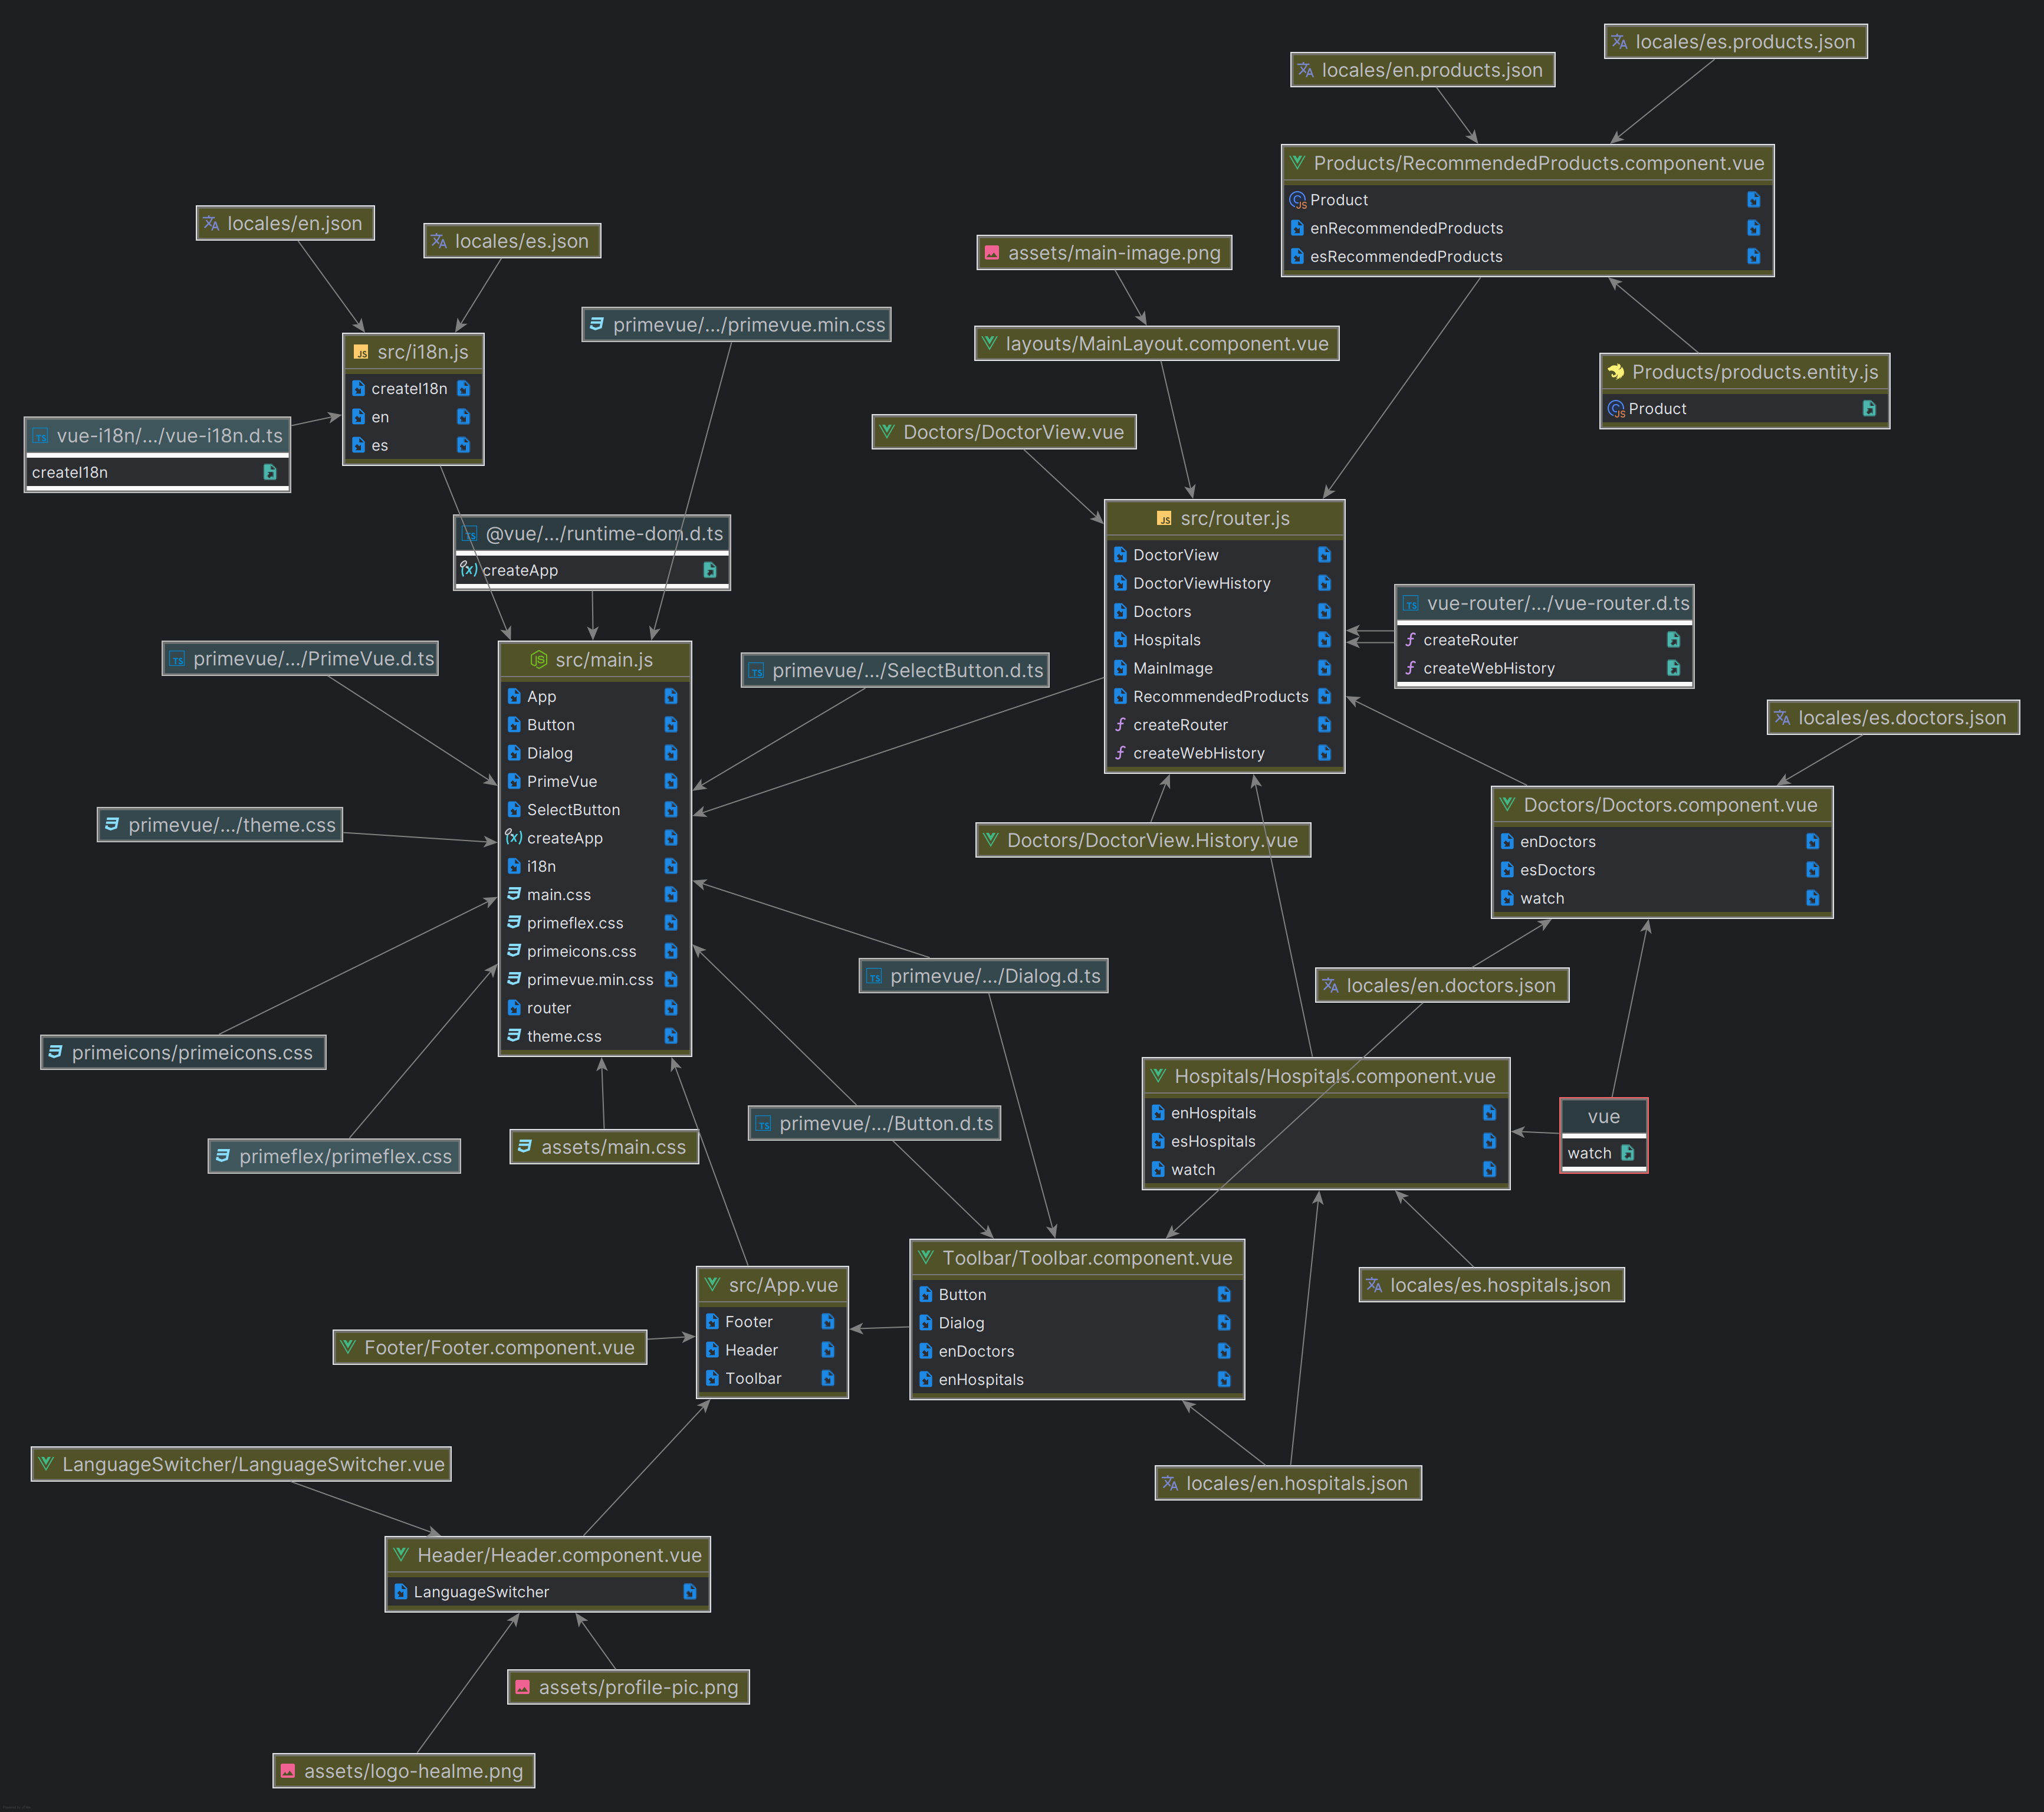 locales/es.products.json
locales/en.products.json
Products/RecommendedProducts.component.vue
Product
enRecommendedProducts
esRecommendedProducts
locales/en.json
locales/es.json
assets/main-image.png
primevue/.../primevue.min.css
layouts/MainLayout.component.vue
src/i18n.js
createI18n
en
es
Products/products.entity.js
Product
vue-i18n/.../vue-i18n.d.ts
createI18n
Doctors/DoctorView.vue
@vue/.../runtime-dom.d.ts
createApp
src/router.js
DoctorView
DoctorViewHistory
Doctors
Hospitals
MainImage
RecommendedProducts
createRouter
createWebHistory
vue-router/.../vue-router.d.ts
createRouter
createWebHistory
primevue/.../PrimeVue.d.ts
src/main.js
App
Button
Dialog
PrimeVue
SelectButton
createApp
i18n
main.css
primeflex.css
primeicons.css
primevue.min.css
router
theme.css
primevue/.../SelectButton.d.ts
locales/es.doctors.json
primevue/.../theme.css
Doctors/DoctorView.History.vue
Doctors/Doctors.component.vue
enDoctors
esDoctors
watch
primevue/.../Dialog.d.ts
locales/en.doctors.json
primeicons/primeicons.css
Hospitals/Hospitals.component.vue
enHospitals
esHospitals
watch
vue
watch
primevue/.../Button.d.ts
assets/main.css
primeflex/primeflex.css
Toolbar/Toolbar.component.vue
Button
Dialog
enDoctors
enHospitals
src/App.vue
Footer
Header
Toolbar
locales/es.hospitals.json
Footer/Footer.component.vue
LanguageSwitcher/LanguageSwitcher.vue
locales/en.hospitals.json
Header/Header.component.vue
LanguageSwitcher
assets/profile-pic.png
assets/logo-healme.png